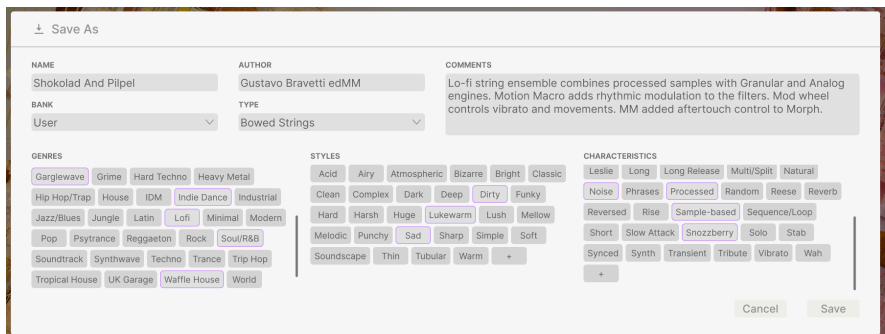 Save As
NAME
Shokolad And Pilpel
AUTHOR
Gustavo Bravetti edMM
BANK
User
TYPE
Bowed Strings
COMMENTS
Lo-fi string ensemble combines processed samples with Granular and Analog
engines. Motion Macro adds rhythmic modulation to the filters. Mod wheel
controls vibrato and movements. MM added aftertouch control to Morph.
GENRES
Garglewave Grime Hard Techno Heavy Metal
Hip Hop/Trap House IDM Indie Dance Industrial
Jazz/Blues Jungle Latin Lofi Minimal Modern
Pop Psytrance Reggaeton Rock Soul/R&B
Soundtrack Synthwave Techno Trance Trip Hop
Tropical House UK Garage Waffle House World
STYLES
Acid Airy Atmospheric Bizarre Bright Classic
Clean Complex Dark Deep Dirty Funky
Hard Harsh Huge Lukewarm Lush Mellow
Melodic Punchy Sad Sharp Simple Soft
Soundscape Thin Tubular Warm +
CHARACTERISTICS
Leslie Long Long Release Multi/Split Natural
Noise Phrases Processed Random Reese Reverb
Reversed Rise Sample-based Sequence/Loop
Short Slow Attack Snozzberry Solo Stab
Synced Synth Transient Tribute Vibrato Wah
+
Cancel Save